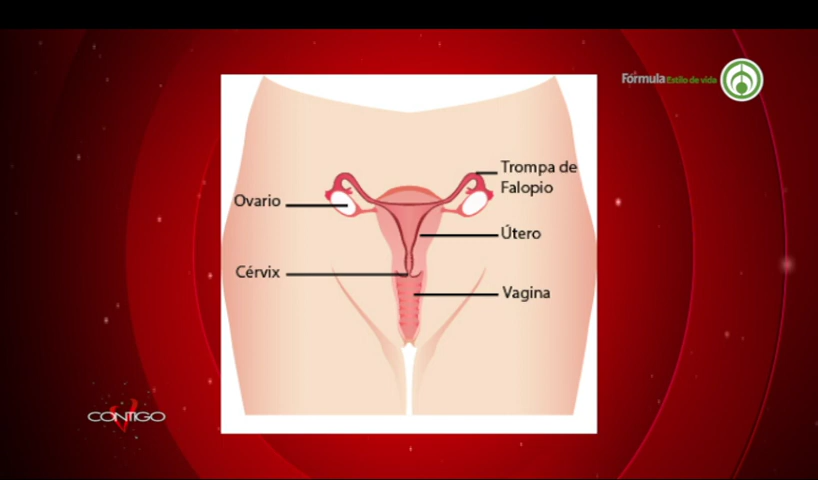 Fórmula Estilo de vida
Trompa de
Falopio
Ovario
Útero
Cérvix
Vagina
CONTIGO